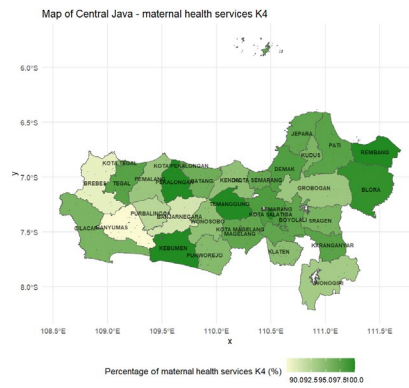 Map of Central Java - maternal health services K4
6.0°S
6.5°S
7.0°S
7.5°S
8.0°S
y
JEPARA
PATI
KUDUS
REMBANG
KOTA TEGAL
KOTA PEKALONGAN
DEMAK
BREBES
TEGAL
PEMALANG
PEKALONGAN
BATANG
KENDAL
KOTA SEMARANG
GROBOGAN
BLORA
TEMANGGUNG
SEMARANG
PURBALINGGA
BANJARNEGARA
WONOSOBO
KOTA SALATIGA
BOYOLALI
SRAGEN
CILACAP
BANYUMAS
KOTA MAGELANG
MAGELANG
KEBUMEN
PURWOREJO
KLATEN
KARANGANYAR
WONOGIRI
108.5°E 109.0°E 109.5°E 110.0°E 110.5°E 111.0°E 111.5°E
x
Percentage of maternal health services K4 (%)
90.092.595.097.5100.0